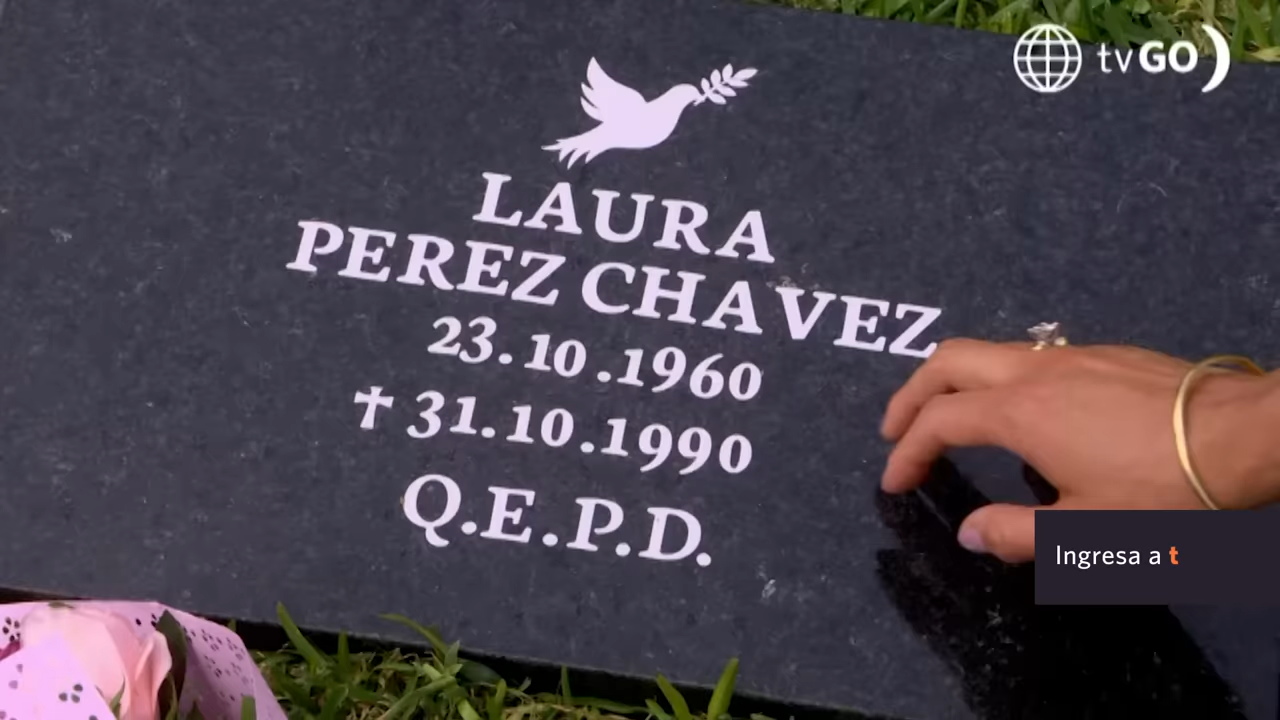 tvGO
LAURA
PEREZ CHAVEZ
23.10.1960
✝ 31.10.1990
Q.E.P.D.
Ingresa a t